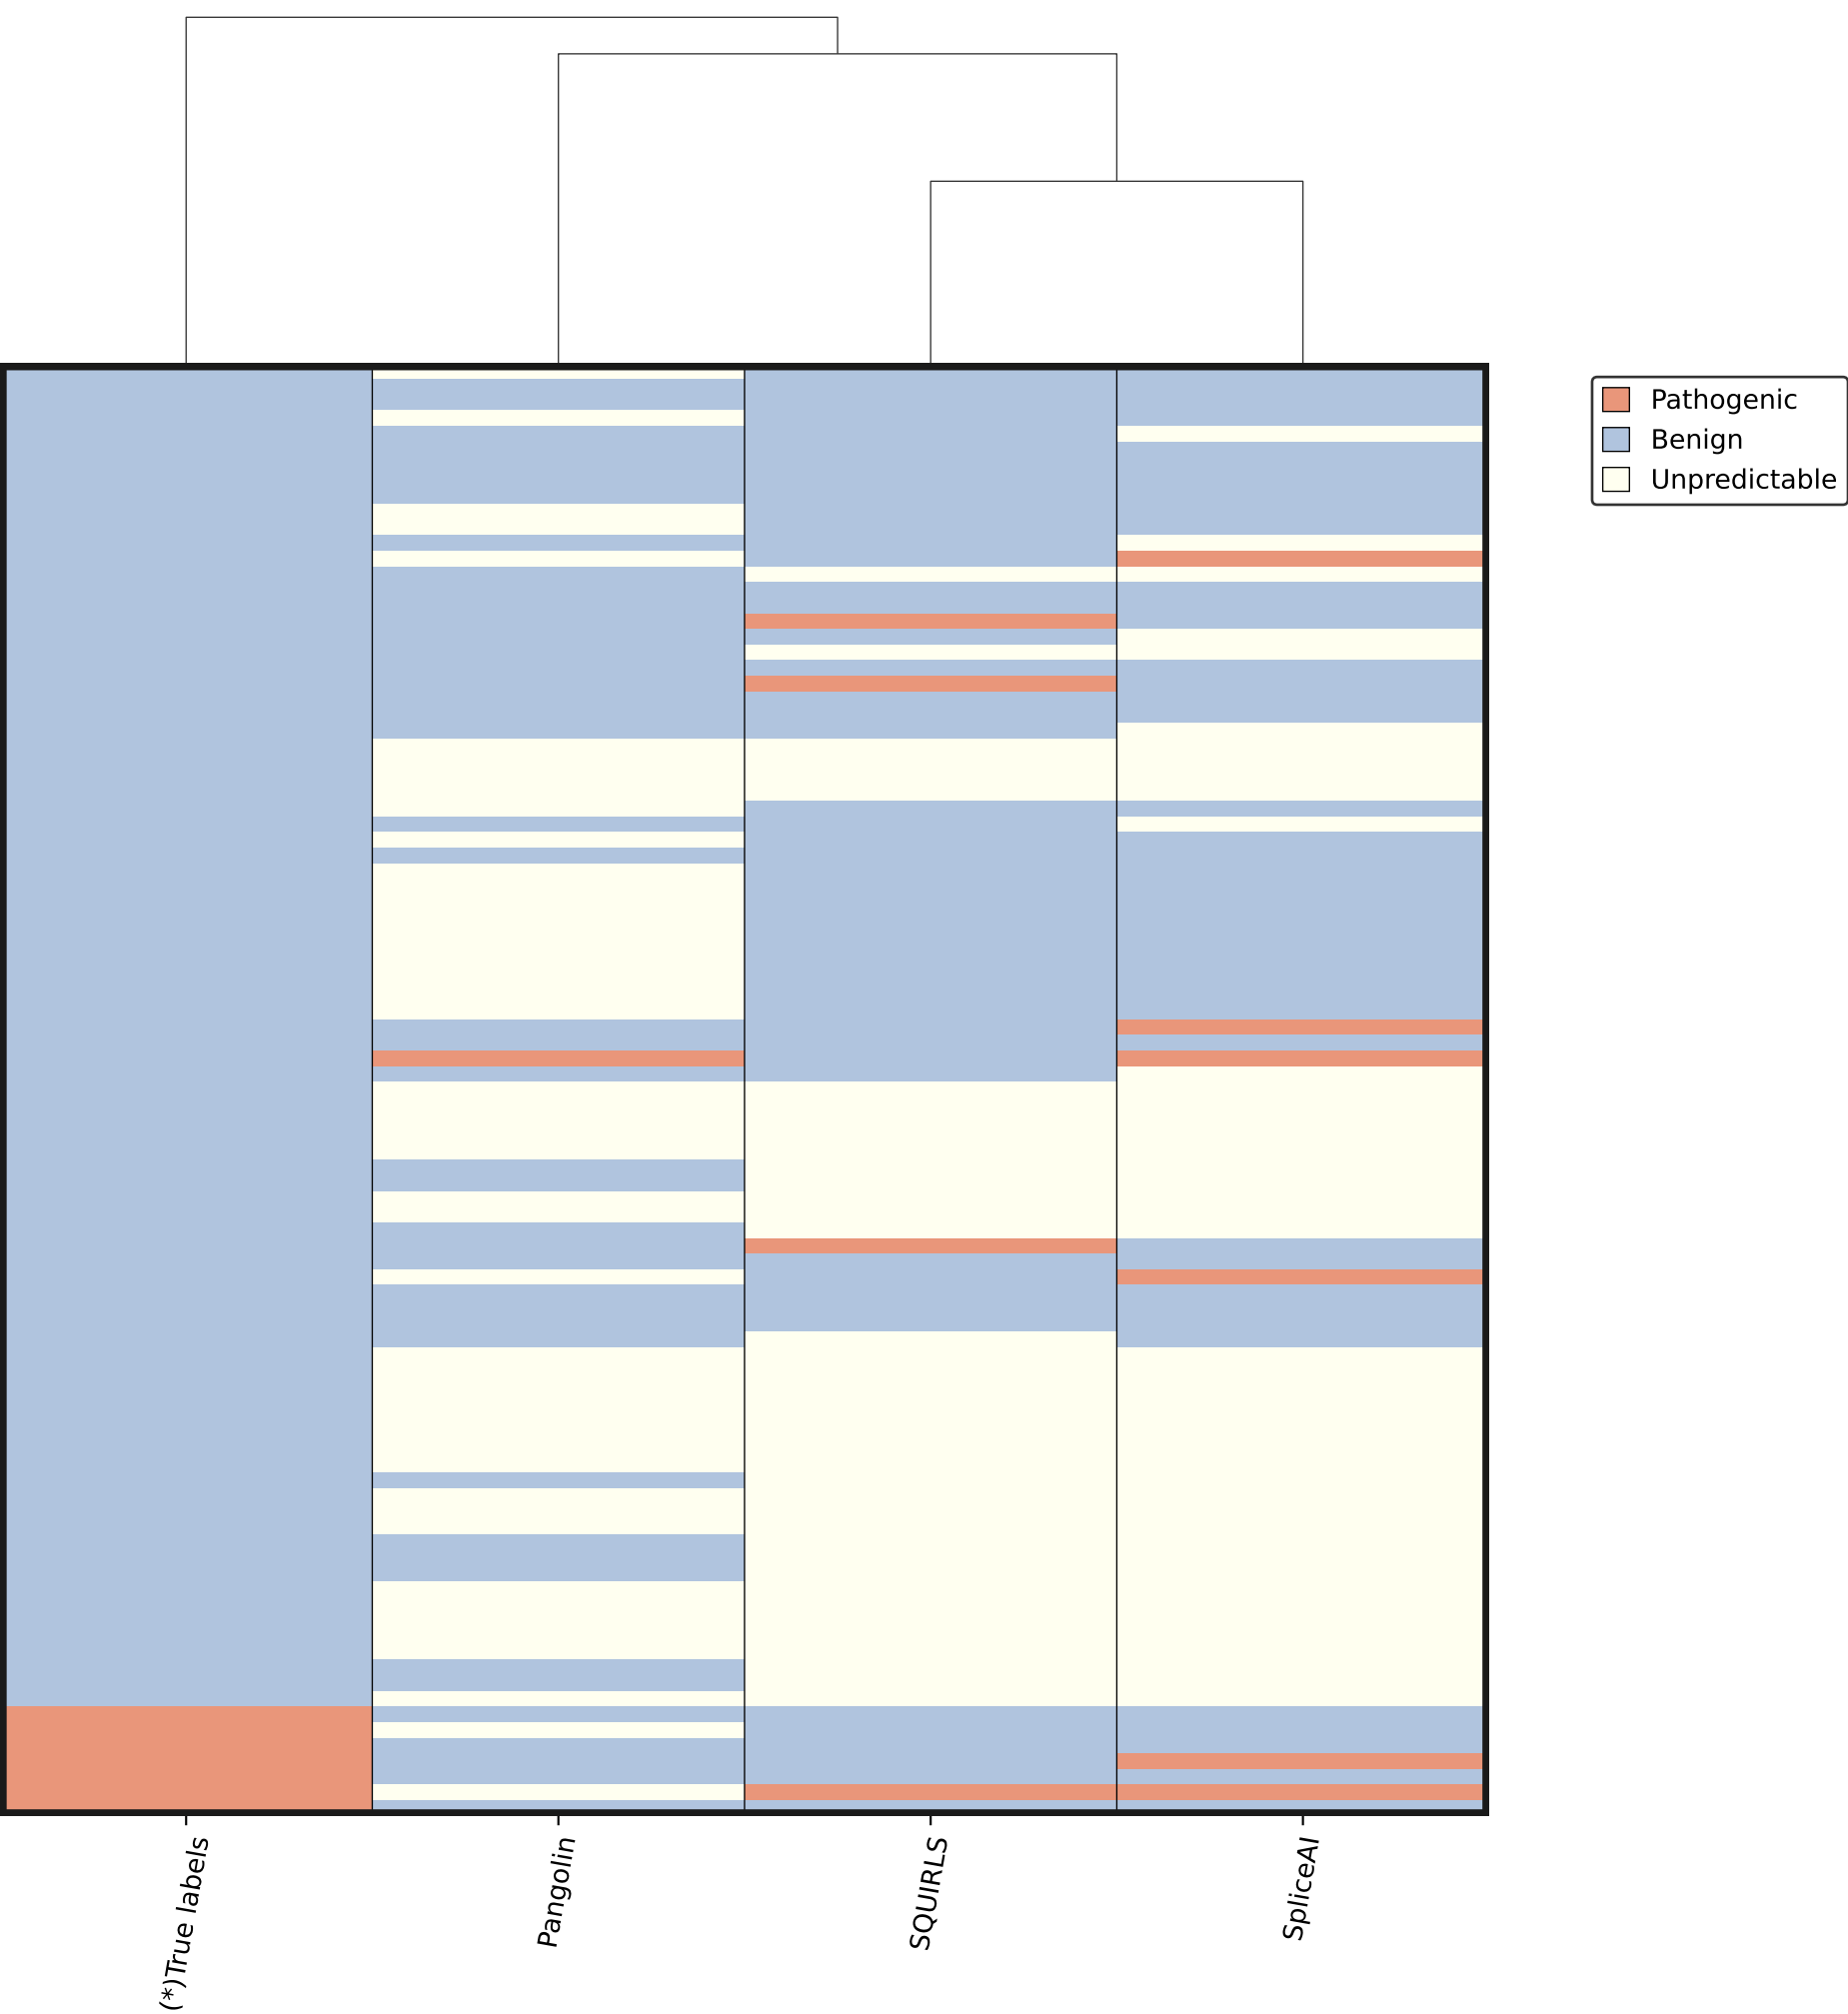 Pathogenic
Benign
Unpredictable
(*)True labels
Pangolin
SQUIRLS
SpliceAI